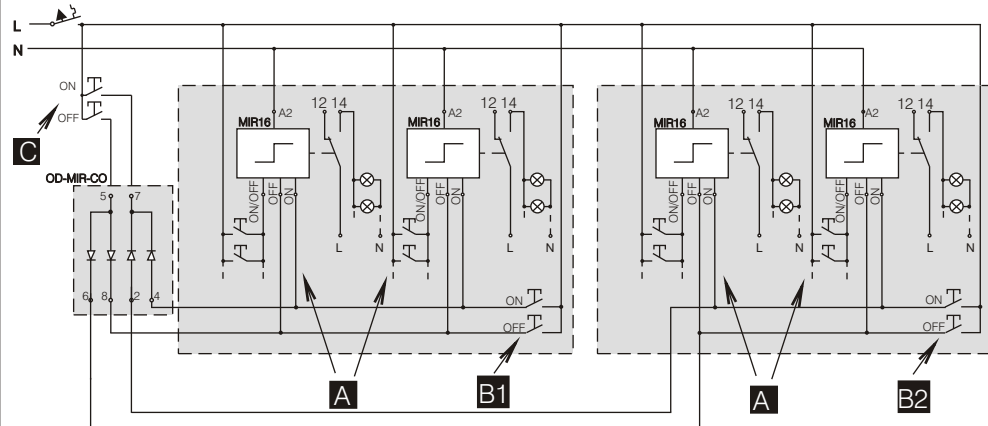 L
N
ON
OFF
C
OD-MIR-CO
5 7
6 8 2 4
12 14
A2
MIR16
ON/OFF
OFF
ON
L N
12 14
A2
MIR16
ON/OFF
OFF
ON
L N
ON
OFF
A
B1
12 14
A2
MIR16
ON/OFF
OFF
ON
L N
12 14
A2
MIR16
ON/OFF
OFF
ON
L N
ON
OFF
A
B2